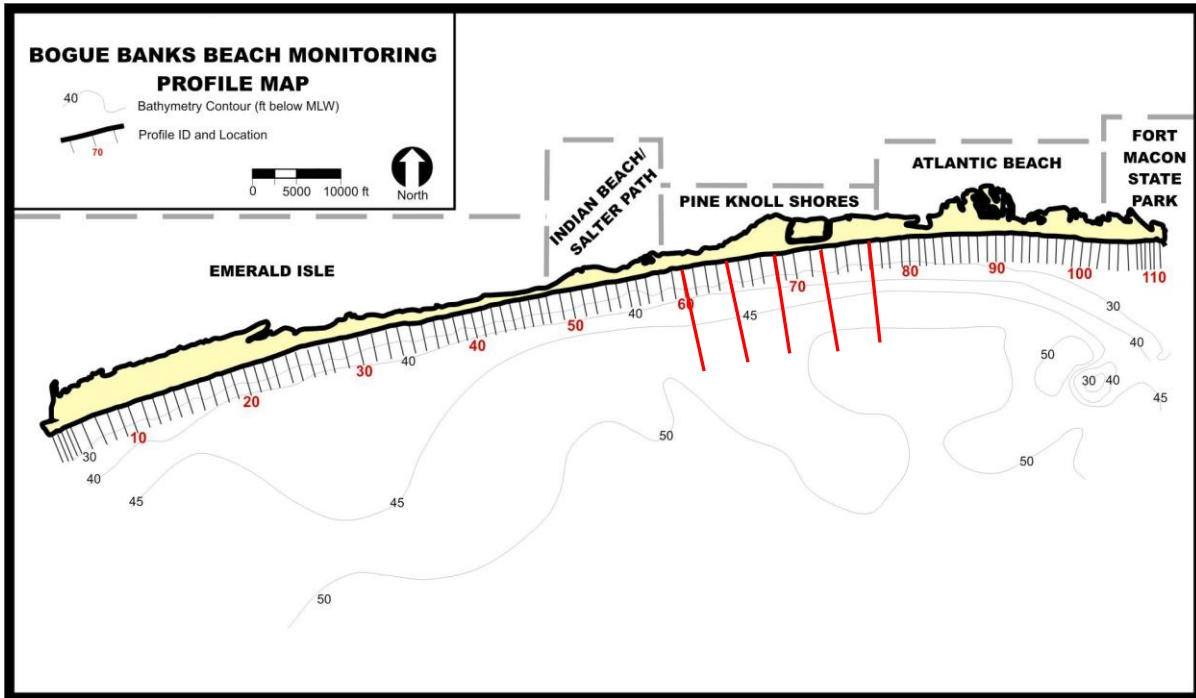 BOGUE BANKS BEACH MONITORING
PROFILE MAP
40
Bathymetry Contour (ft below MLW)
Profile ID and Location
70
0 5000 10000 ft
North
EMERALD ISLE
INDIAN BEACH/
SALTER PATH
PINE KNOLL SHORES
ATLANTIC BEACH
FORT
MACON
STATE
PARK
10
20
30
40
50
60
70
80
90
100
110
30
40
45
40
45
40
45
50
50
50
30
40
50
30
40
45
50